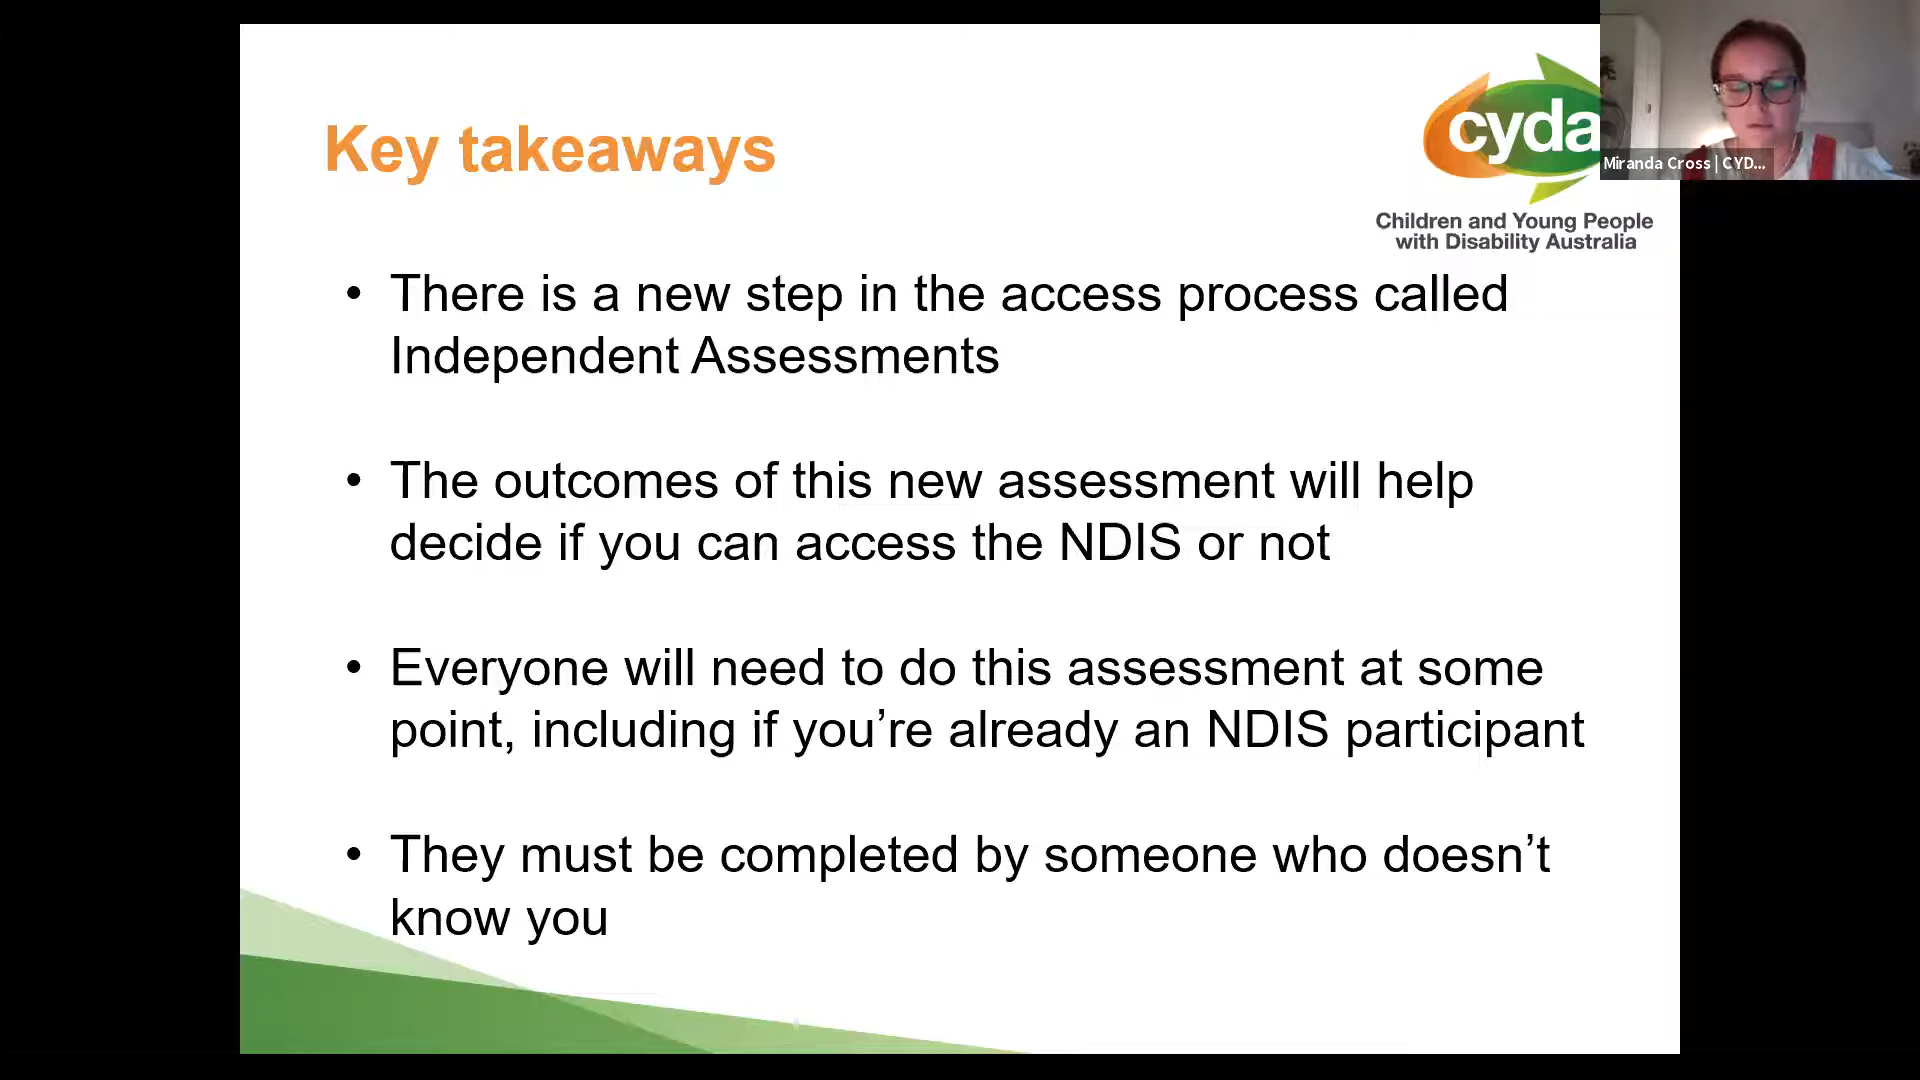 Key takeaways
cyda
Miranda Cross | CYD...
Children and Young People
with Disability Australia
• There is a new step in the access process called
Independent Assessments
• The outcomes of this new assessment will help
decide if you can access the NDIS or not
• Everyone will need to do this assessment at some
point, including if you’re already an NDIS participant
• They must be completed by someone who doesn’t
know you